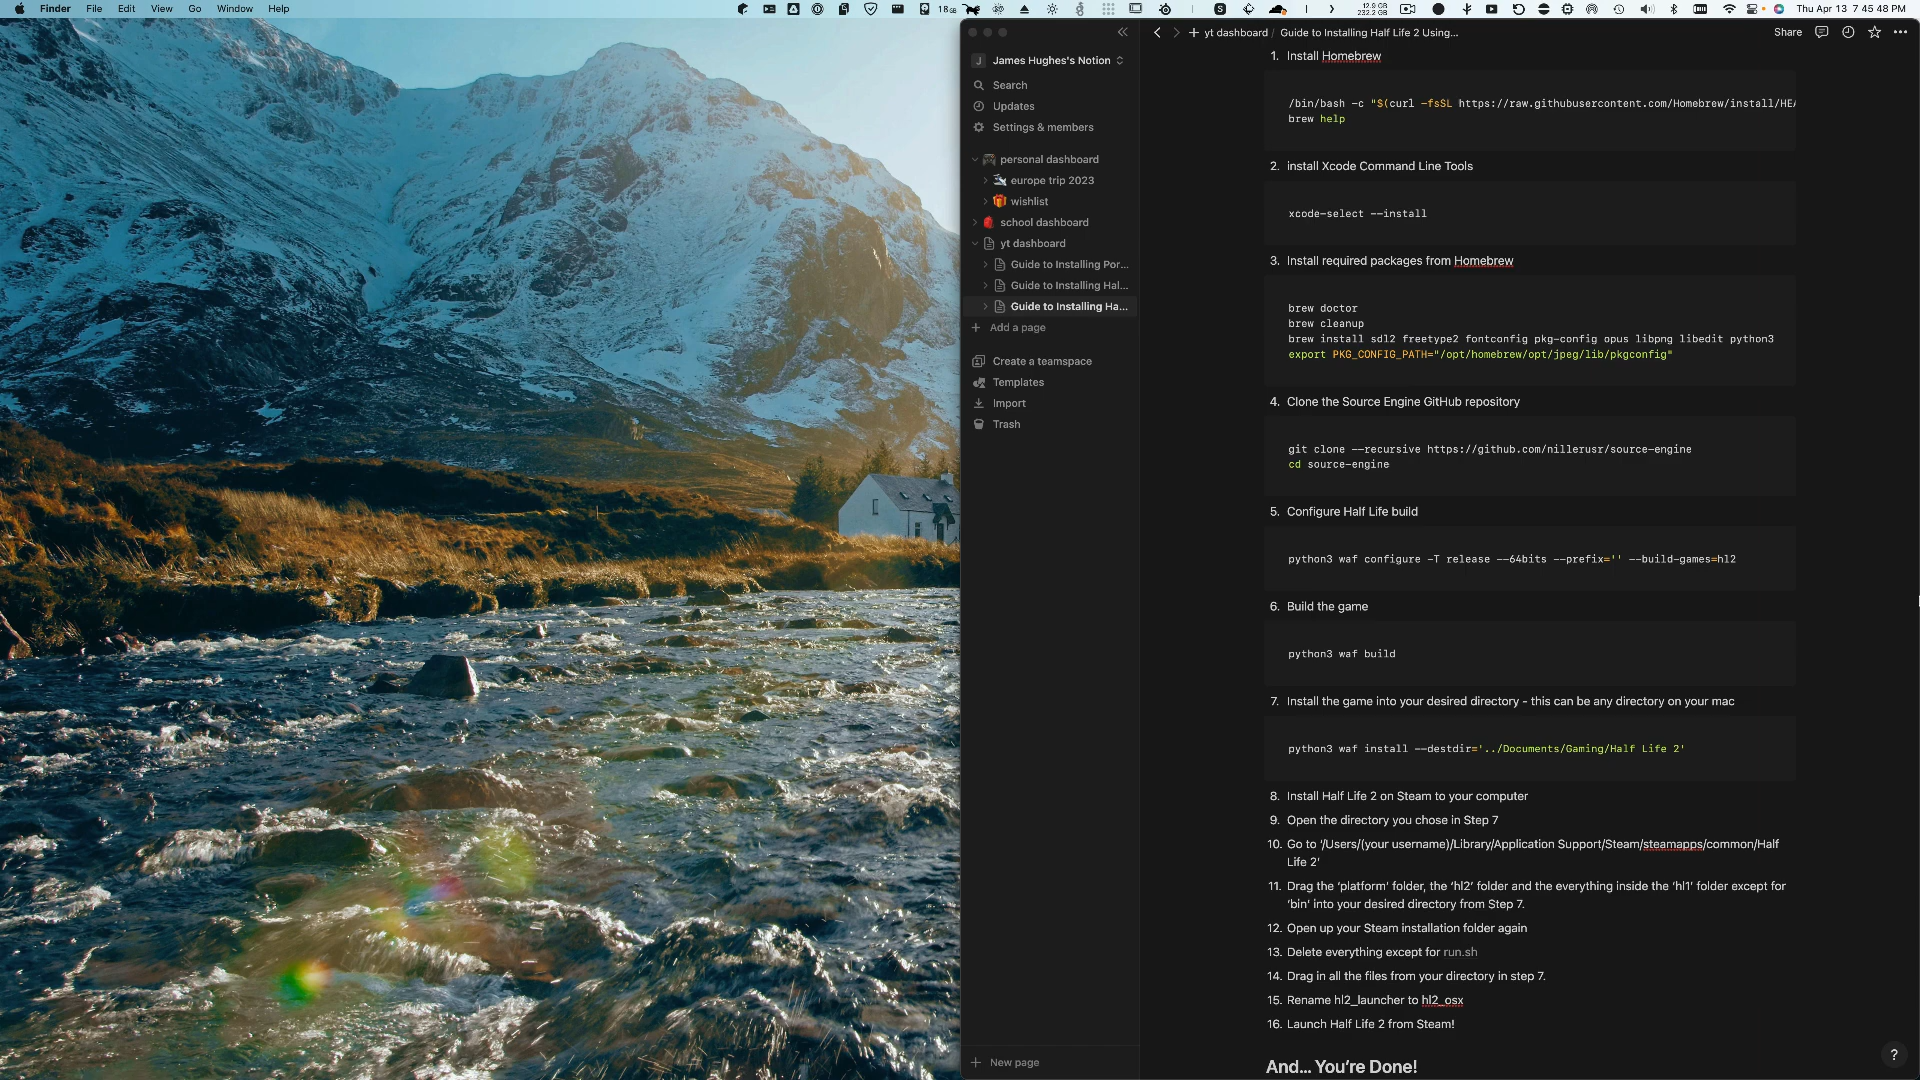 Finder File Edit View Go Window Help
18 GB
12.9 GB
232.2 GB
Thu Apr 13 7 45:48 PM
yt dashboard / Guide to Installing Half Life 2 Using...
Share
J James Hughes's Notion
Search
Updates
Settings & members
personal dashboard
europe trip 2023
wishlist
school dashboard
yt dashboard
Guide to Installing Por...
Guide to Installing Hal...
Guide to Installing Ha...
Add a page
Create a teamspace
Templates
Import
Trash
New page
1. Install Homebrew
/bin/bash -c "$(curl -fsSL https://raw.githubusercontent.com/Homebrew/install/HEA
brew help
2. install Xcode Command Line Tools
xcode-select --install
3. Install required packages from Homebrew
brew doctor
brew cleanup
brew install sdl2 freetype2 fontconfig pkg-config opus libpng libedit python3
export PKG_CONFIG_PATH="/opt/homebrew/opt/jpeg/lib/pkgconfig"
4. Clone the Source Engine GitHub repository
git clone --recursive https://github.com/nillerusr/source-engine
cd source-engine
5. Configure Half Life build
python3 waf configure -T release --64bits --prefix='' --build-games=hl2
6. Build the game
python3 waf build
7. Install the game into your desired directory - this can be any directory on your mac
python3 waf install --destdir='../Documents/Gaming/Half Life 2'
8. Install Half Life 2 on Steam to your computer
9. Open the directory you chose in Step 7
10. Go to '/Users/(your username)/Library/Application Support/Steam/steamapps/common/Half
Life 2'
11. Drag the 'platform' folder, the 'hl2' folder and the everything inside the 'hl1' folder except for
'bin' into your desired directory from Step 7.
12. Open up your Steam installation folder again
13. Delete everything except for run.sh
14. Drag in all the files from your directory in step 7.
15. Rename hl2_launcher to hl2_osx
16. Launch Half Life 2 from Steam!
And... You're Done!
?